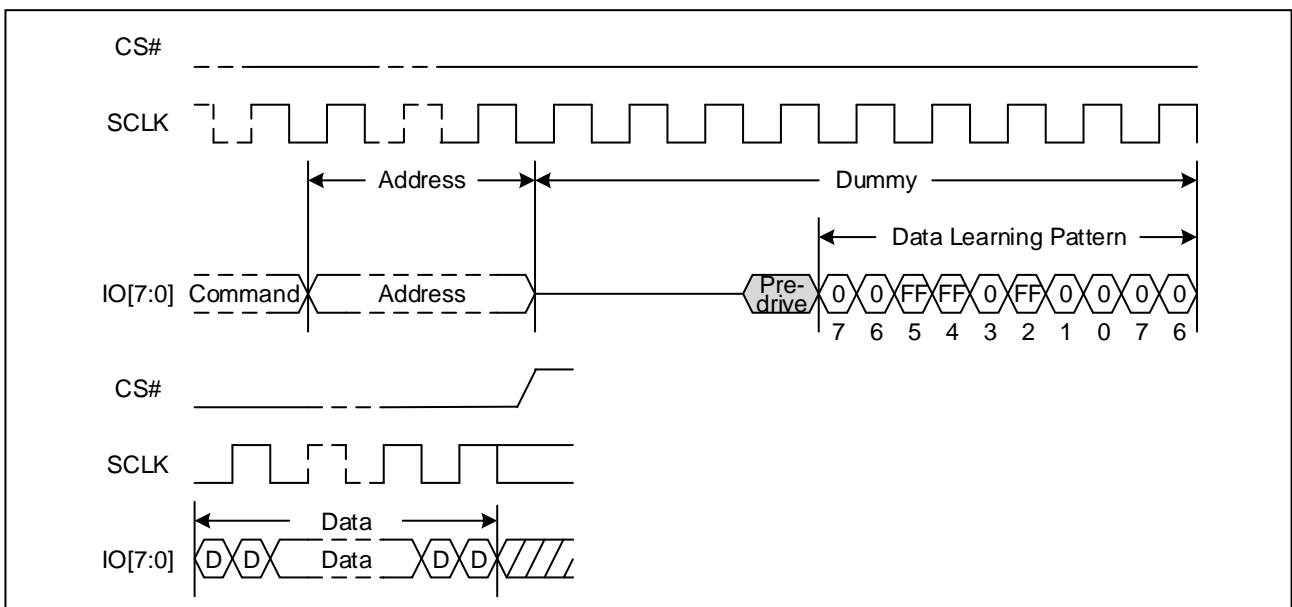 CS#
SCLK
Address Dummy
Data Learning Pattern
IO[7:0] Command Address Pre-drive 0 0 FF FF 0 FF 0 0 0 0
7 6 5 4 3 2 1 0 7 6
CS#
SCLK
Data
IO[7:0] D D Data D D